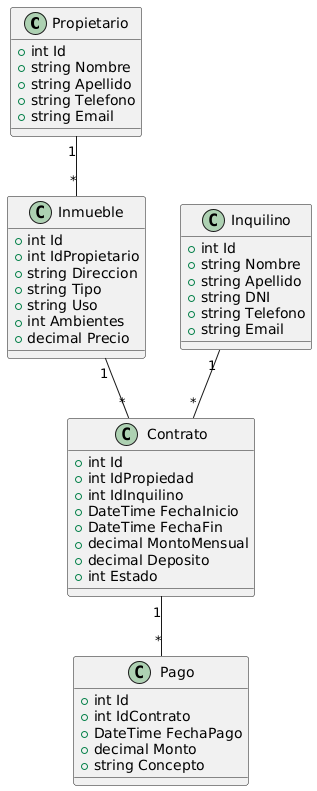 C Propietario
int Id
string Nombre
string Apellido
string Telefono
string Email
1
*
C Inmueble
int Id
int IdPropietario
string Direccion
string Tipo
string Uso
int Ambientes
decimal Precio
C Inquilino
int Id
string Nombre
string Apellido
string DNI
string Telefono
string Email
1
*
1
*
C Contrato
int Id
int IdPropiedad
int IdInquilino
DateTime FechaInicio
DateTime FechaFin
decimal MontoMensual
decimal Deposito
int Estado
1
*
C Pago
int Id
int IdContrato
DateTime FechaPago
decimal Monto
string Concepto